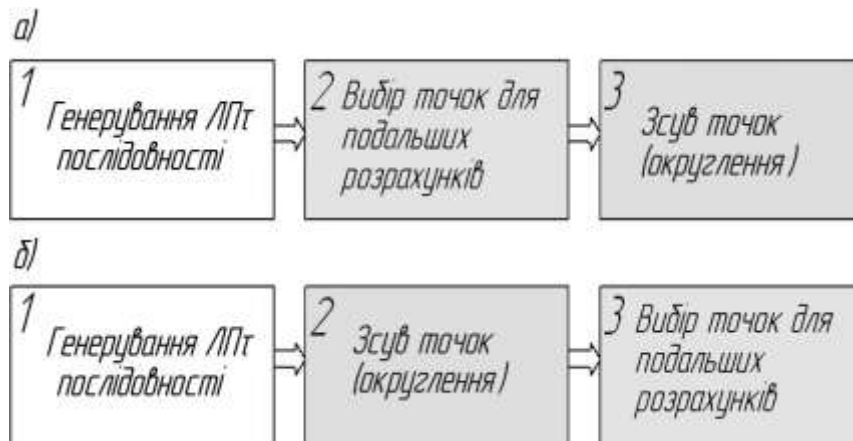 а)
1 Генерування ЛПτ
послідовності
2 Вибір точок для
подальших
розрахунків
3 Зсув точок
(округлення)
б)
1 Генерування ЛПτ
послідовності
2 Зсув точок
(округлення)
3 Вибір точок для
подальших
розрахунків